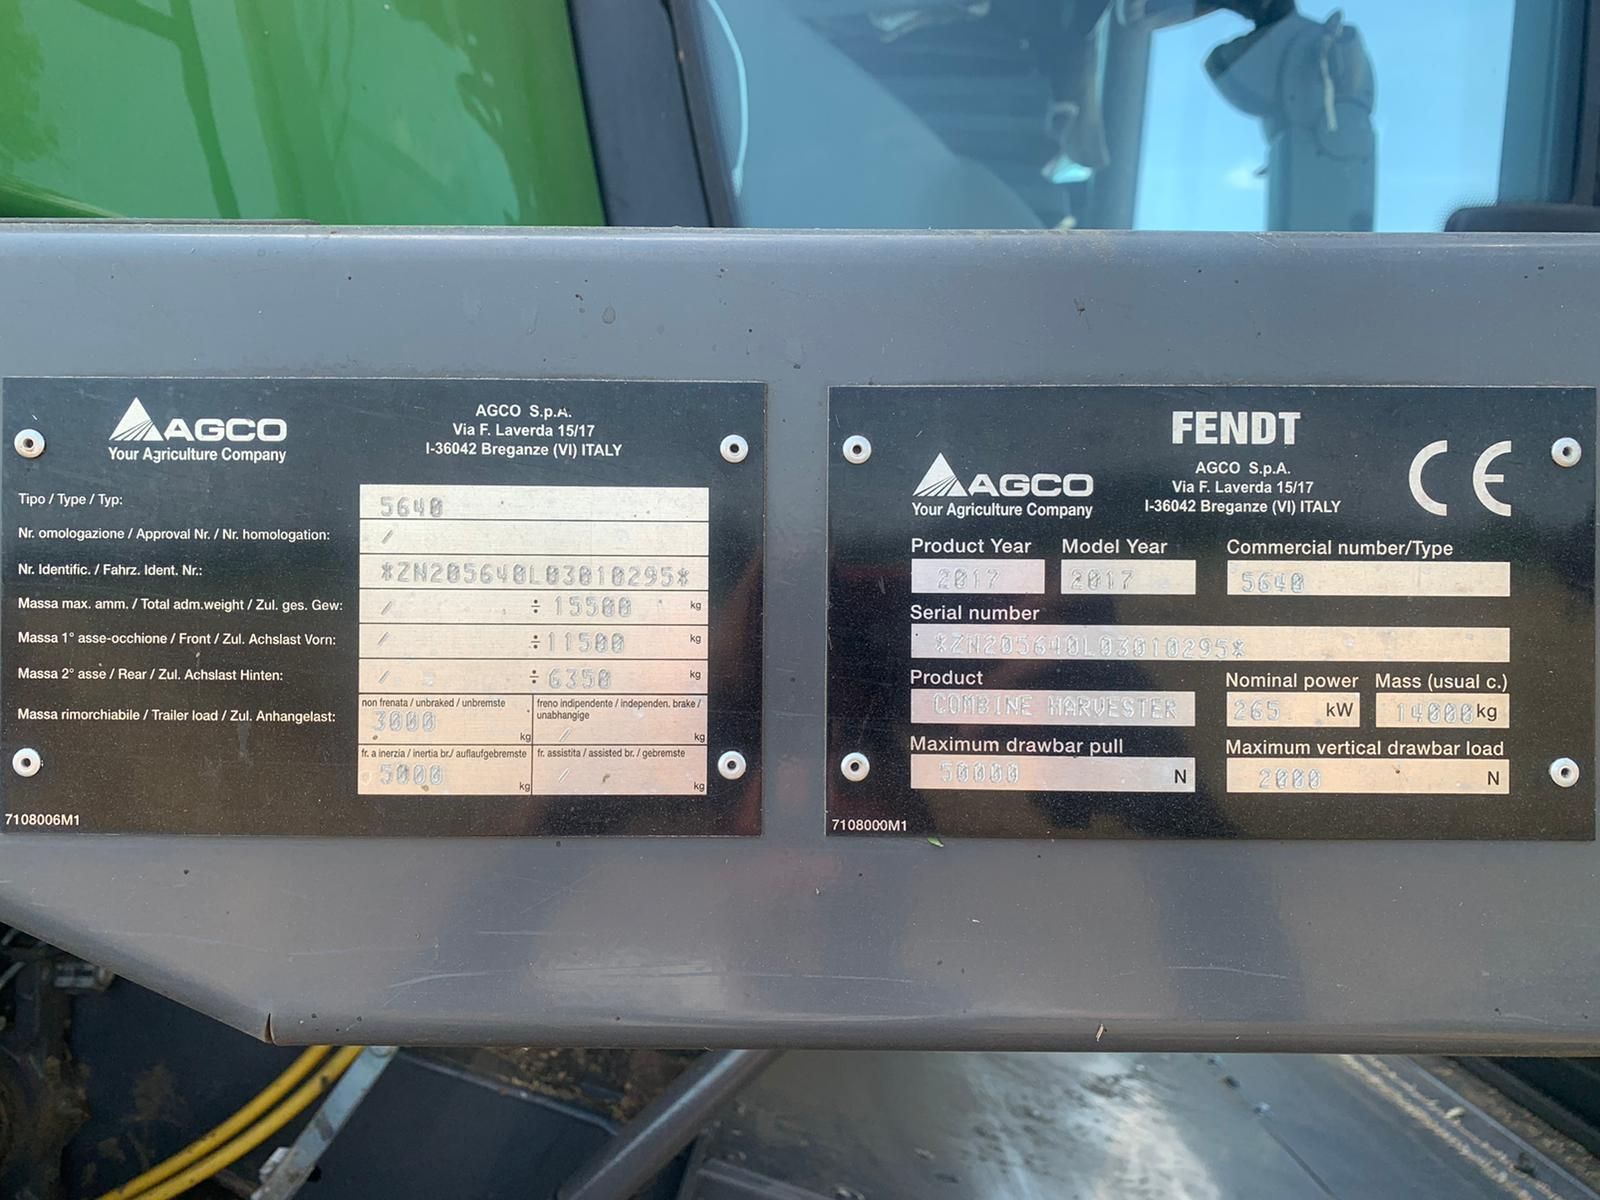 AGCO
Your Agriculture Company
AGCO S.p.A.
Via F. Laverda 15/17
I-36042 Breganze (VI) ITALY
Tipo / Type / Typ: 5640
Nr. omologazione / Approval Nr. / Nr. homologation: /
Nr. Identific. / Fahrz. Ident. Nr.: *ZN205640L03010295*
Massa max. amm. / Total adm.weight / Zul. ges. Gew: / ÷ 15500 kg
Massa 1° asse-occhione / Front / Zul. Achslast Vorn: / ÷ 11500 kg
Massa 2° asse / Rear / Zul. Achslast Hinten: / ÷ 6350 kg
Massa rimorchiabile / Trailer load / Zul. Anhangelast:
non frenata / unbraked / unbremste
3000 kg
freno indipendente / independen. brake /
unabhangige
/ kg
fr. a inerzia / inertia br./ auflaufgebremste
5000 kg
fr. assistita / assisted br. / gebremste
/ kg
7108006M1
FENDT
AGCO
Your Agriculture Company
AGCO S.p.A.
Via F. Laverda 15/17
I-36042 Breganze (VI) ITALY
CE
Product Year Model Year Commercial number/Type
2017 2017 5640
Serial number
*ZN205640L03010295*
Product Nominal power Mass (usual c.)
COMBINE HARVESTER 265 kW 14000 kg
Maximum drawbar pull Maximum vertical drawbar load
50000 N 2000 N
7108000M1